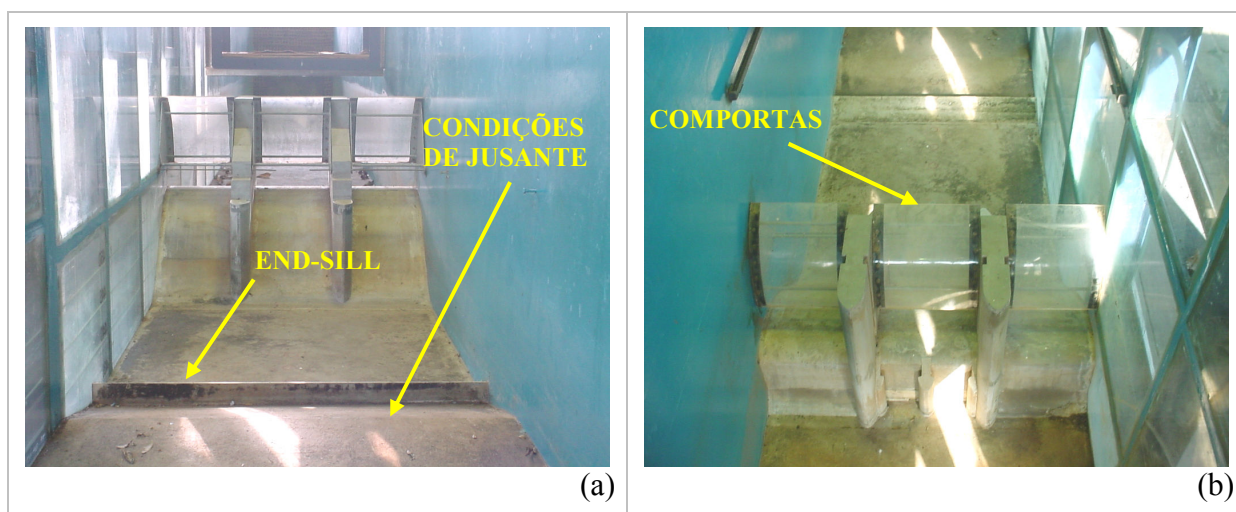 CONDIÇÕES
DE JUSANTE
END-SILL
(a)
COMPORTAS
(b)